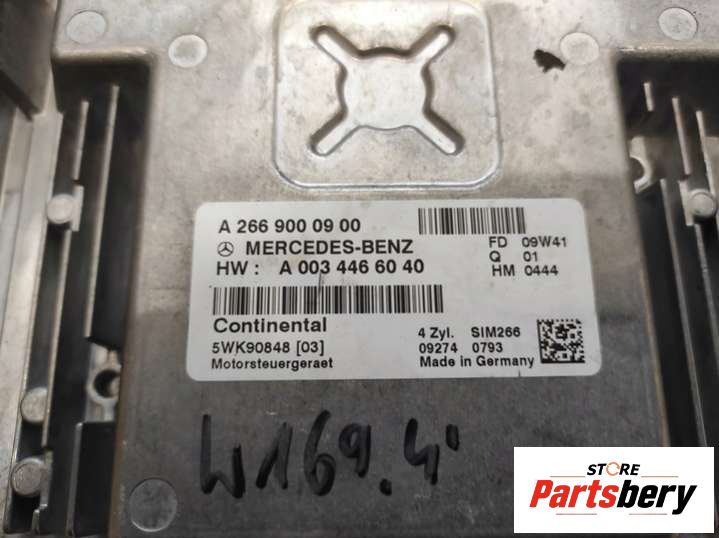 A 266 900 09 00
MERCEDES-BENZ
HW : A 003 446 60 40
FD 09W41
Q 01
HM 0444
Continental
5WK90848 [03]
Motorsteuergeraet
4 Zyl. SIM266
09274 0793
Made in Germany
W169.4'
STORE
Partsbery